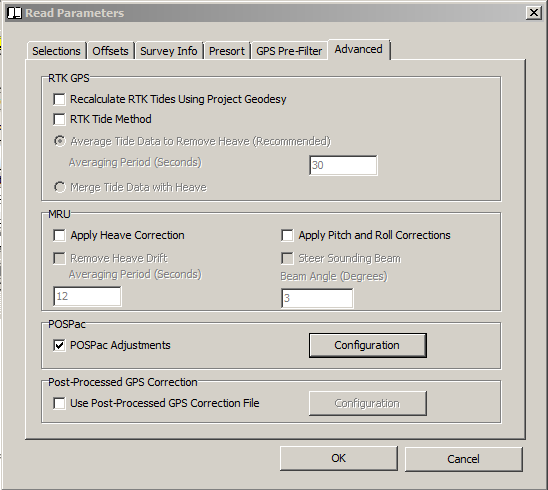 Read Parameters
Selections Offsets Survey Info Presort GPS Pre-Filter Advanced
RTK GPS
Recalculate RTK Tides Using Project Geodesy
RTK Tide Method
Average Tide Data to Remove Heave (Recommended)
Averaging Period (Seconds) 30
Merge Tide Data with Heave
MRU
Apply Heave Correction Apply Pitch and Roll Corrections
Remove Heave Drift Steer Sounding Beam
Averaging Period (Seconds) Beam Angle (Degrees)
12 3
POSPac
POSPac Adjustments Configuration
Post-Processed GPS Correction
Use Post-Processed GPS Correction File Configuration
OK Cancel